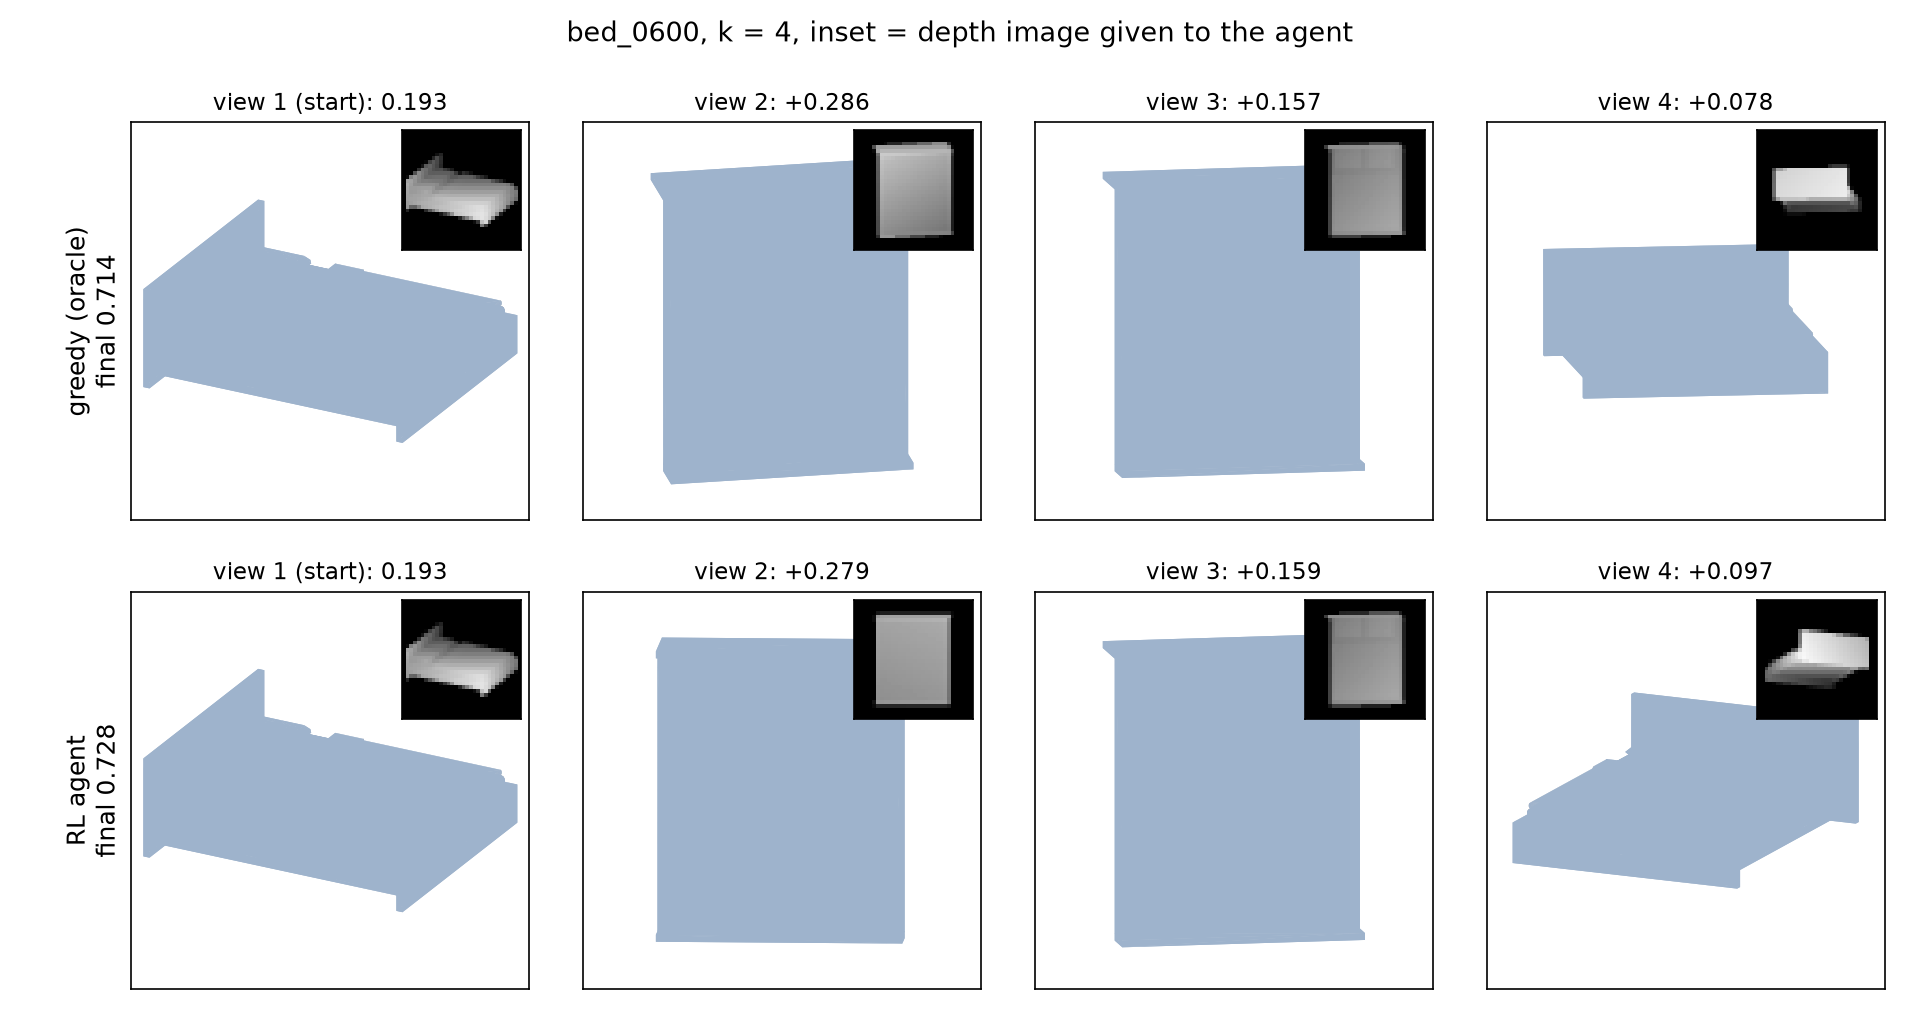 bed_0600, k = 4, inset = depth image given to the agent
view 1 (start): 0.193
view 2: +0.286
view 3: +0.157
view 4: +0.078
greedy (oracle)
final 0.714
view 1 (start): 0.193
view 2: +0.279
view 3: +0.159
view 4: +0.097
RL agent
final 0.728